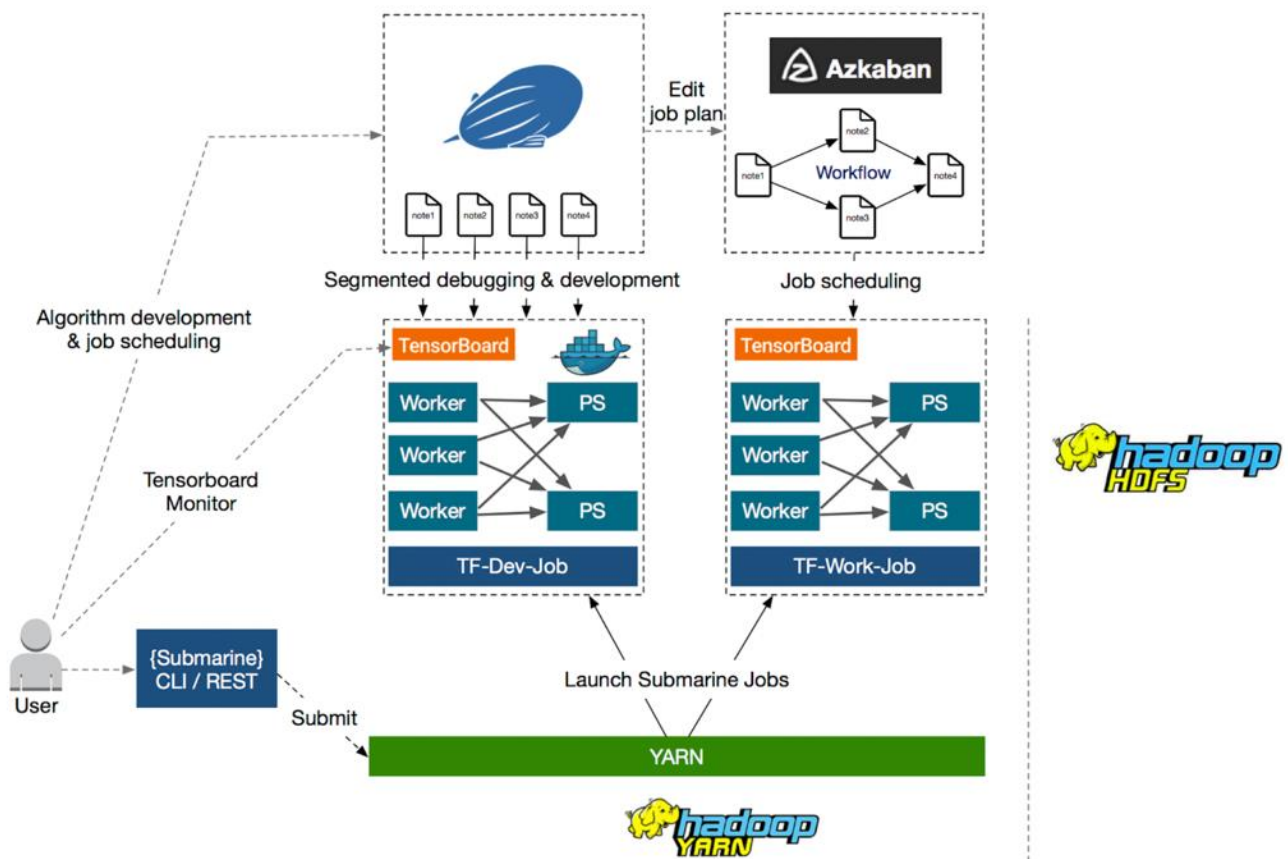 Azkaban
Edit
job plan
note2
note1
Workflow
note4
note3
note1
note2
note3
note4
Segmented debugging & development
Job scheduling
Algorithm development
& job scheduling
TensorBoard
TensorBoard
Worker
PS
Worker
PS
Worker
Worker
Worker
PS
Worker
PS
hadoop
HDFS
Tensorboard
Monitor
TF-Dev-Job
TF-Work-Job
{Submarine}
CLI / REST
User
Launch Submarine Jobs
Submit
YARN
hadoop
YARN